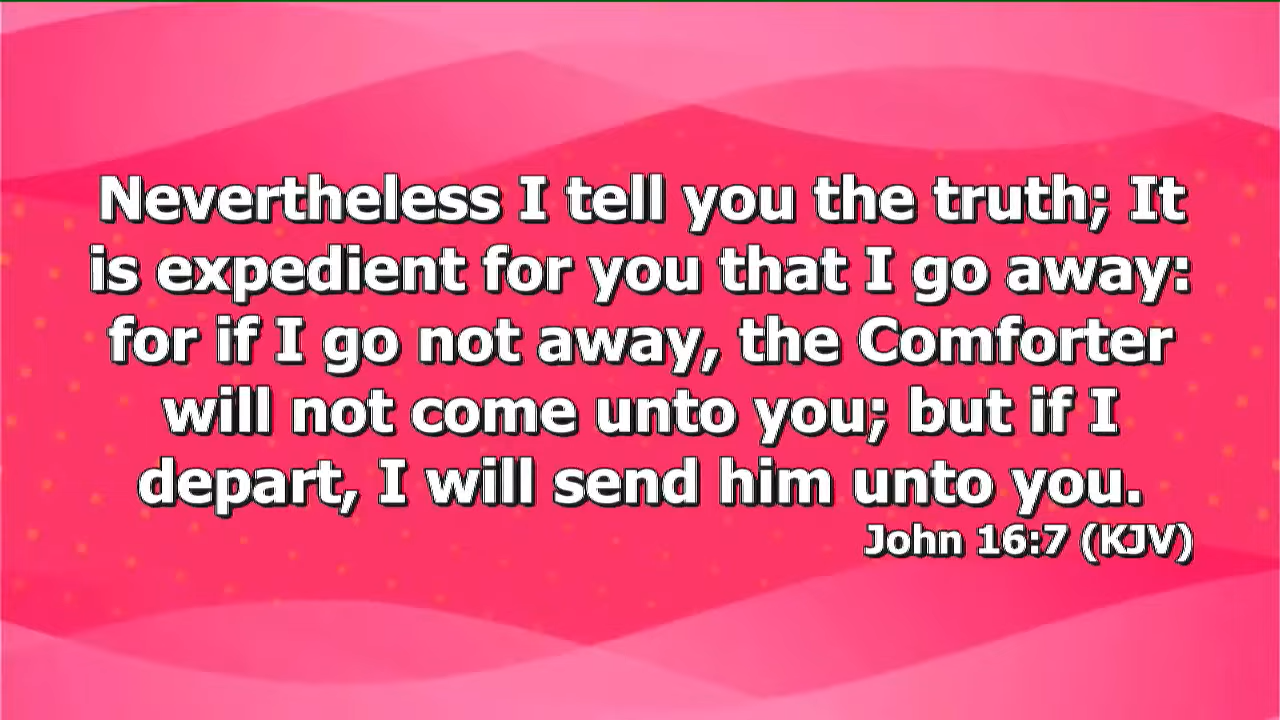 Nevertheless I tell you the truth; It
is expedient for you that I go away:
for if I go not away, the Comforter
will not come unto you; but if I
depart, I will send him unto you.
John 16:7 (KJV)